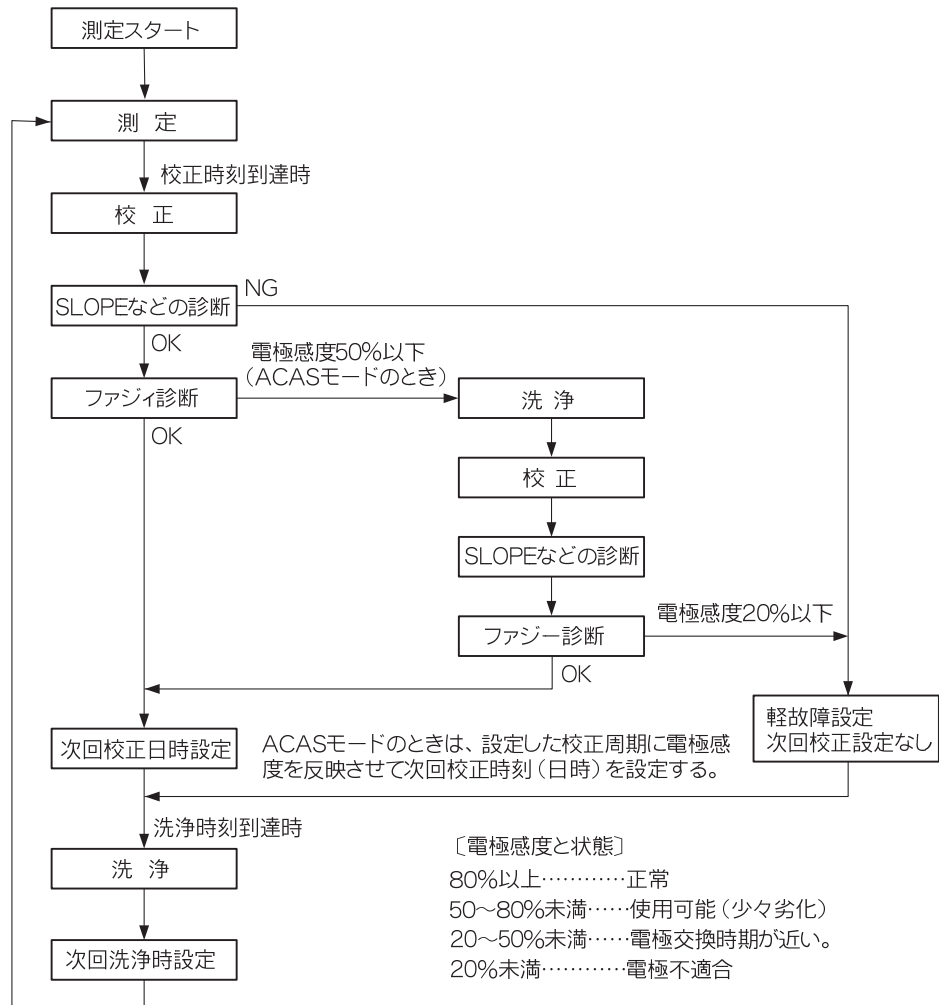 測定スタート
測 定
校正時刻到達時
校 正
SLOPEなどの診断
NG
OK
電極感度50%以下
（ACASモードのとき）
ファジィ診断
OK
洗 浄
校 正
SLOPEなどの診断
ファジー診断
電極感度20%以下
OK
軽故障設定
次回校正設定なし
次回校正日時設定
ACASモードのときは、設定した校正周期に電極感
度を反映させて次回校正時刻（日時）を設定する。
洗浄時刻到達時
洗 浄
次回洗浄時設定
〔電極感度と状態〕
80%以上…………正常
50～80%未満……使用可能（少々劣化）
20～50%未満……電極交換時期が近い。
20%未満…………電極不適合